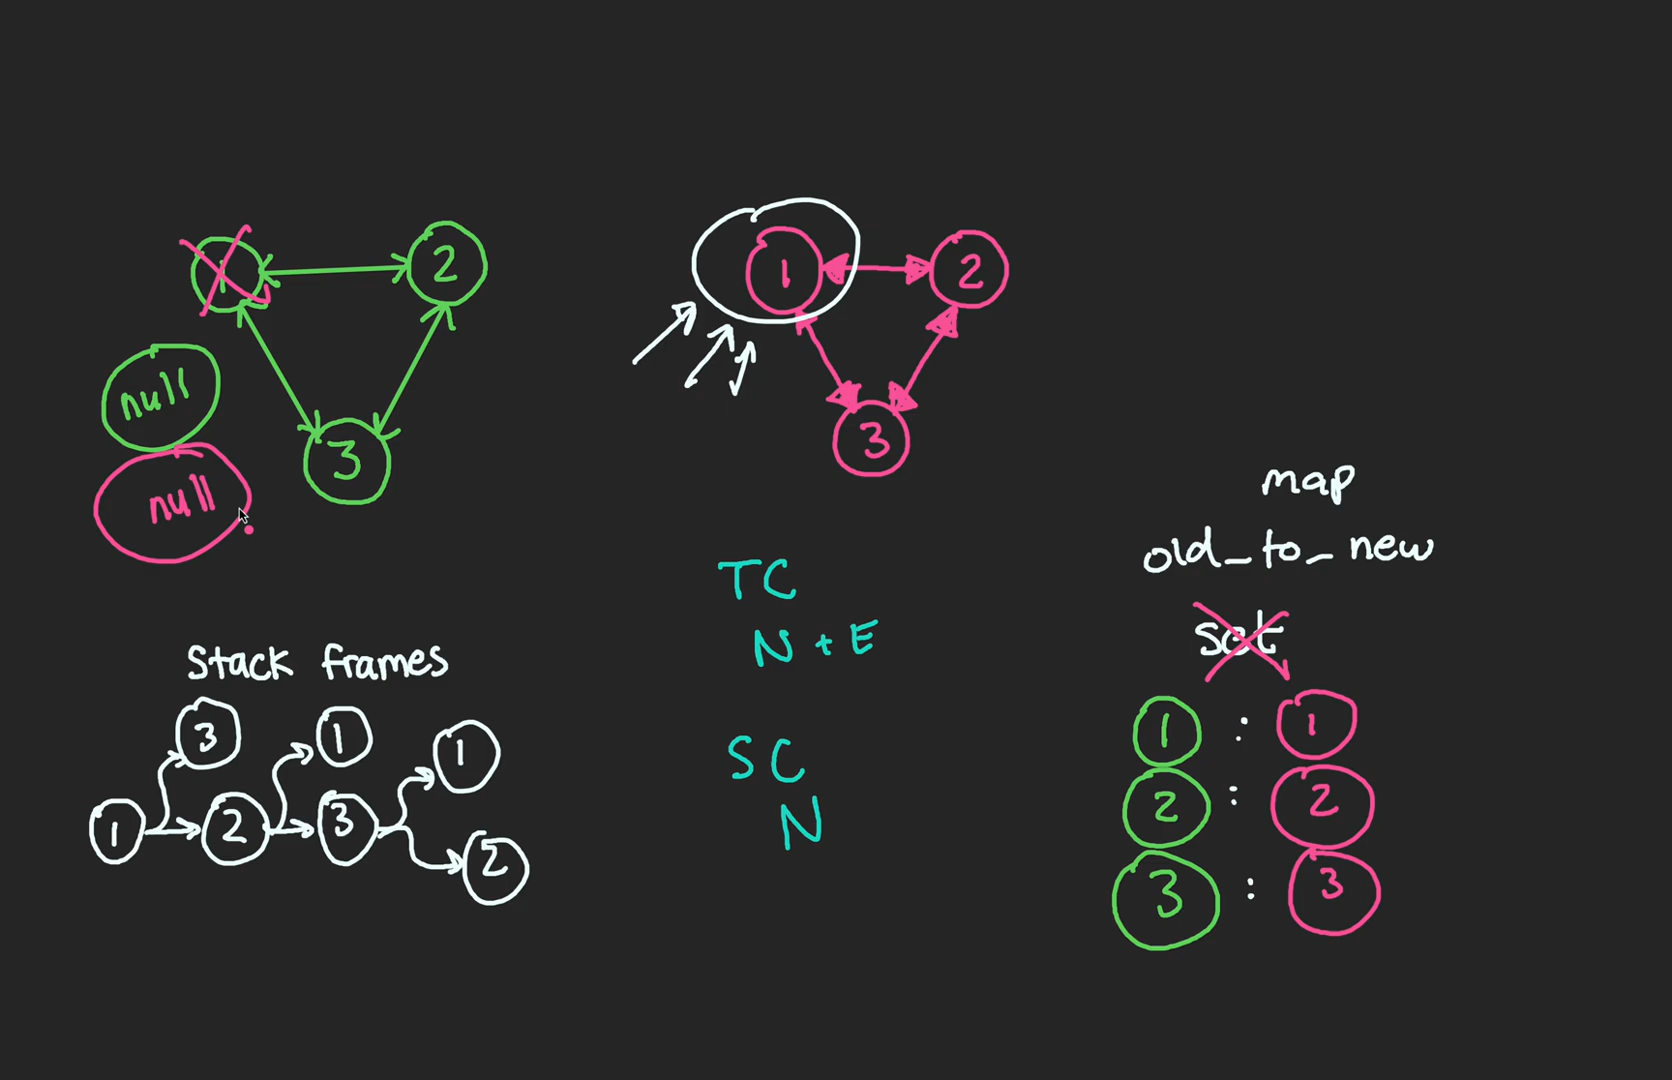 1 2
null
3
null
1 2
3
map
old_to_new
set
1 : 1
2 : 2
3 : 3
TC
N + E
SC
N
Stack frames
3 1 1
1 2 3
2